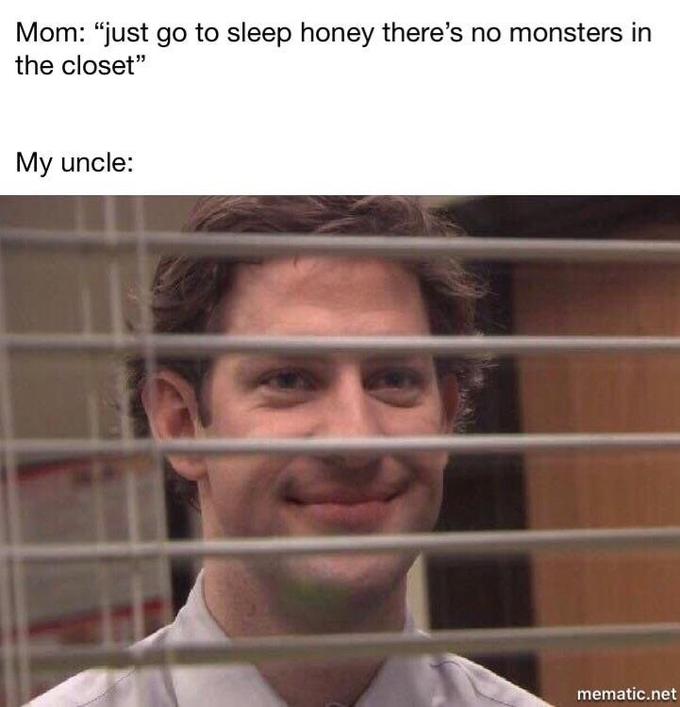 Mom: “just go to sleep honey there’s no monsters in
the closet”
My uncle:
mematic.net